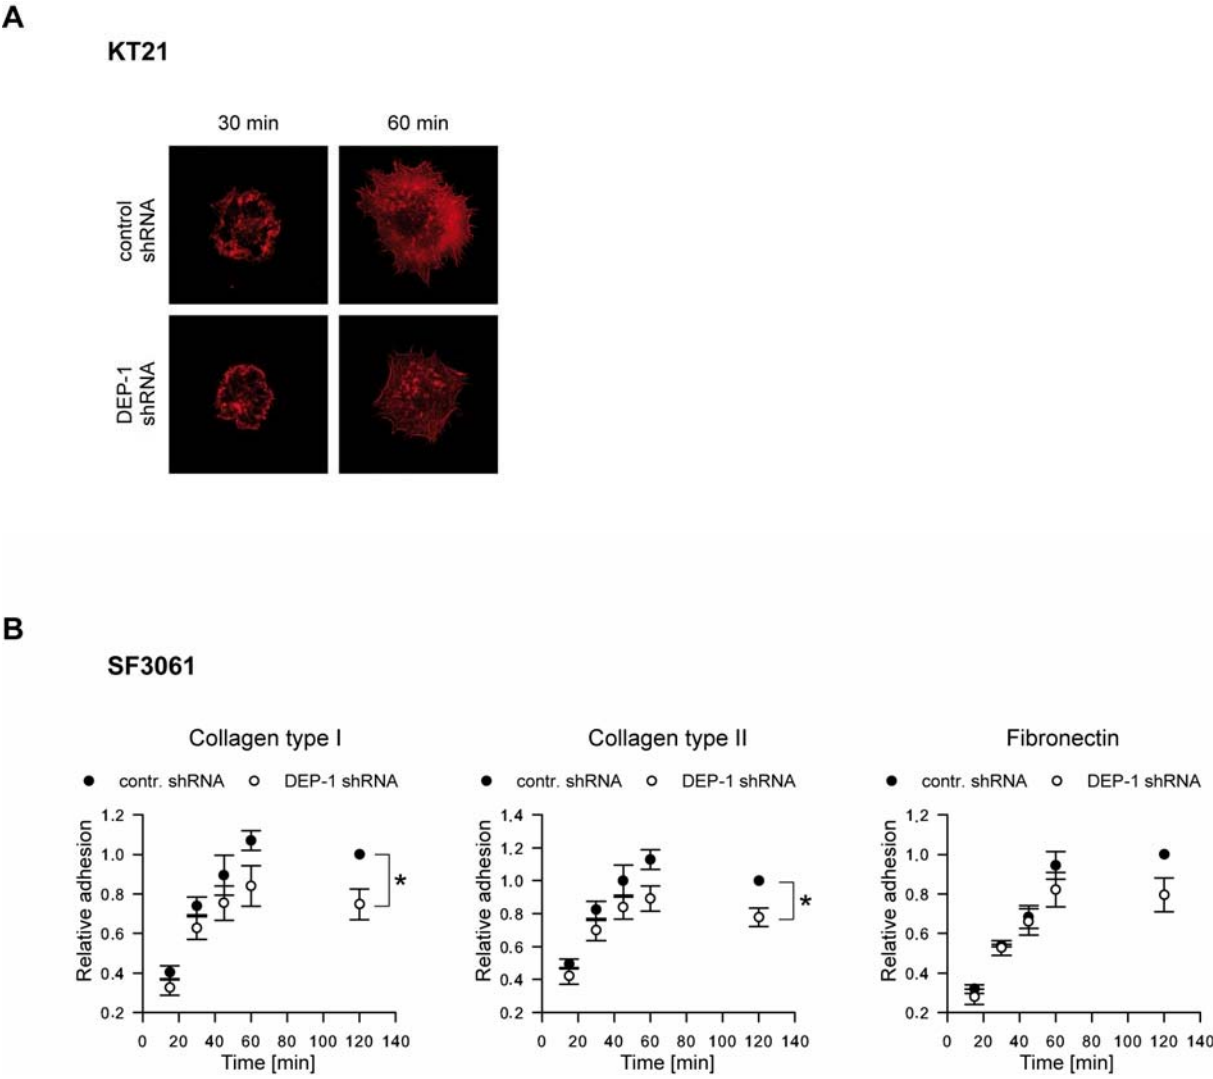 A
KT21
30 min 60 min
control
shRNA
DEP-1
shRNA
B
SF3061
Collagen type I
contr. shRNA DEP-1 shRNA
Relative adhesion
1.2
1.0
0.8
0.6
0.4
0.2
0 20 40 60 80 100 120 140
Time [min]
*
Collagen type II
contr. shRNA DEP-1 shRNA
Relative adhesion
1.4
1.2
1.0
0.8
0.6
0.4
0.2
0 20 40 60 80 100 120 140
Time [min]
*
Fibronectin
contr. shRNA DEP-1 shRNA
Relative adhesion
1.2
1.0
0.8
0.6
0.4
0.2
0 20 40 60 80 100 120 140
Time [min]